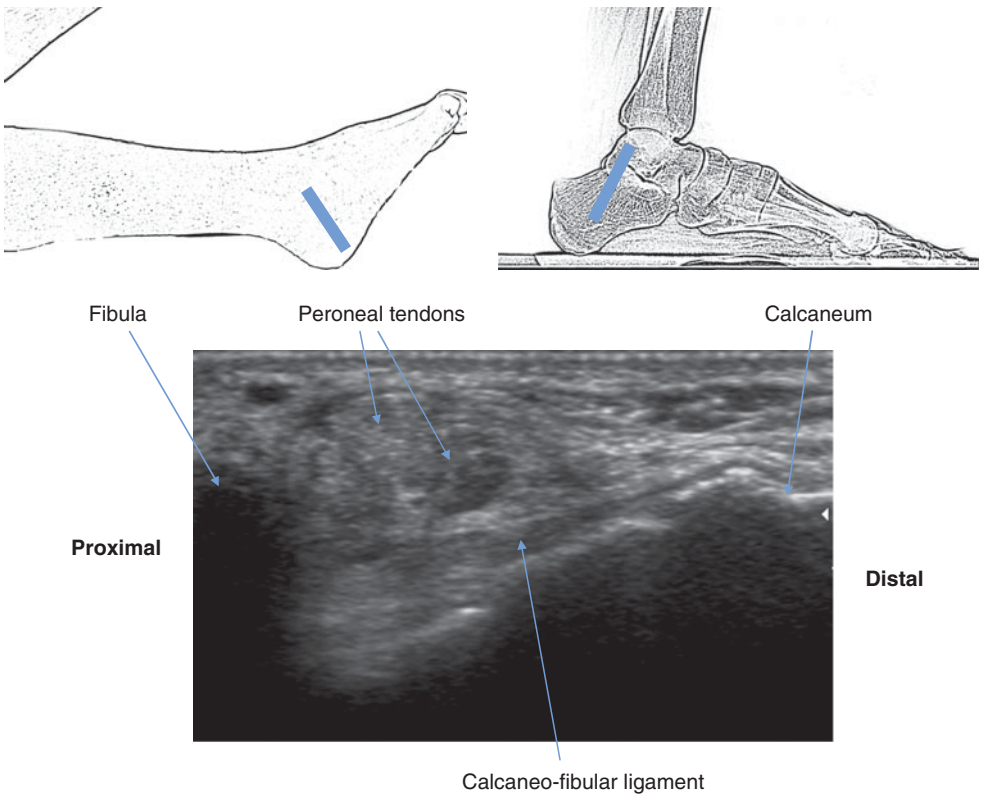 Fibula
Peroneal tendons
Calcaneum
Proximal
Distal
Calcaneo-fibular ligament